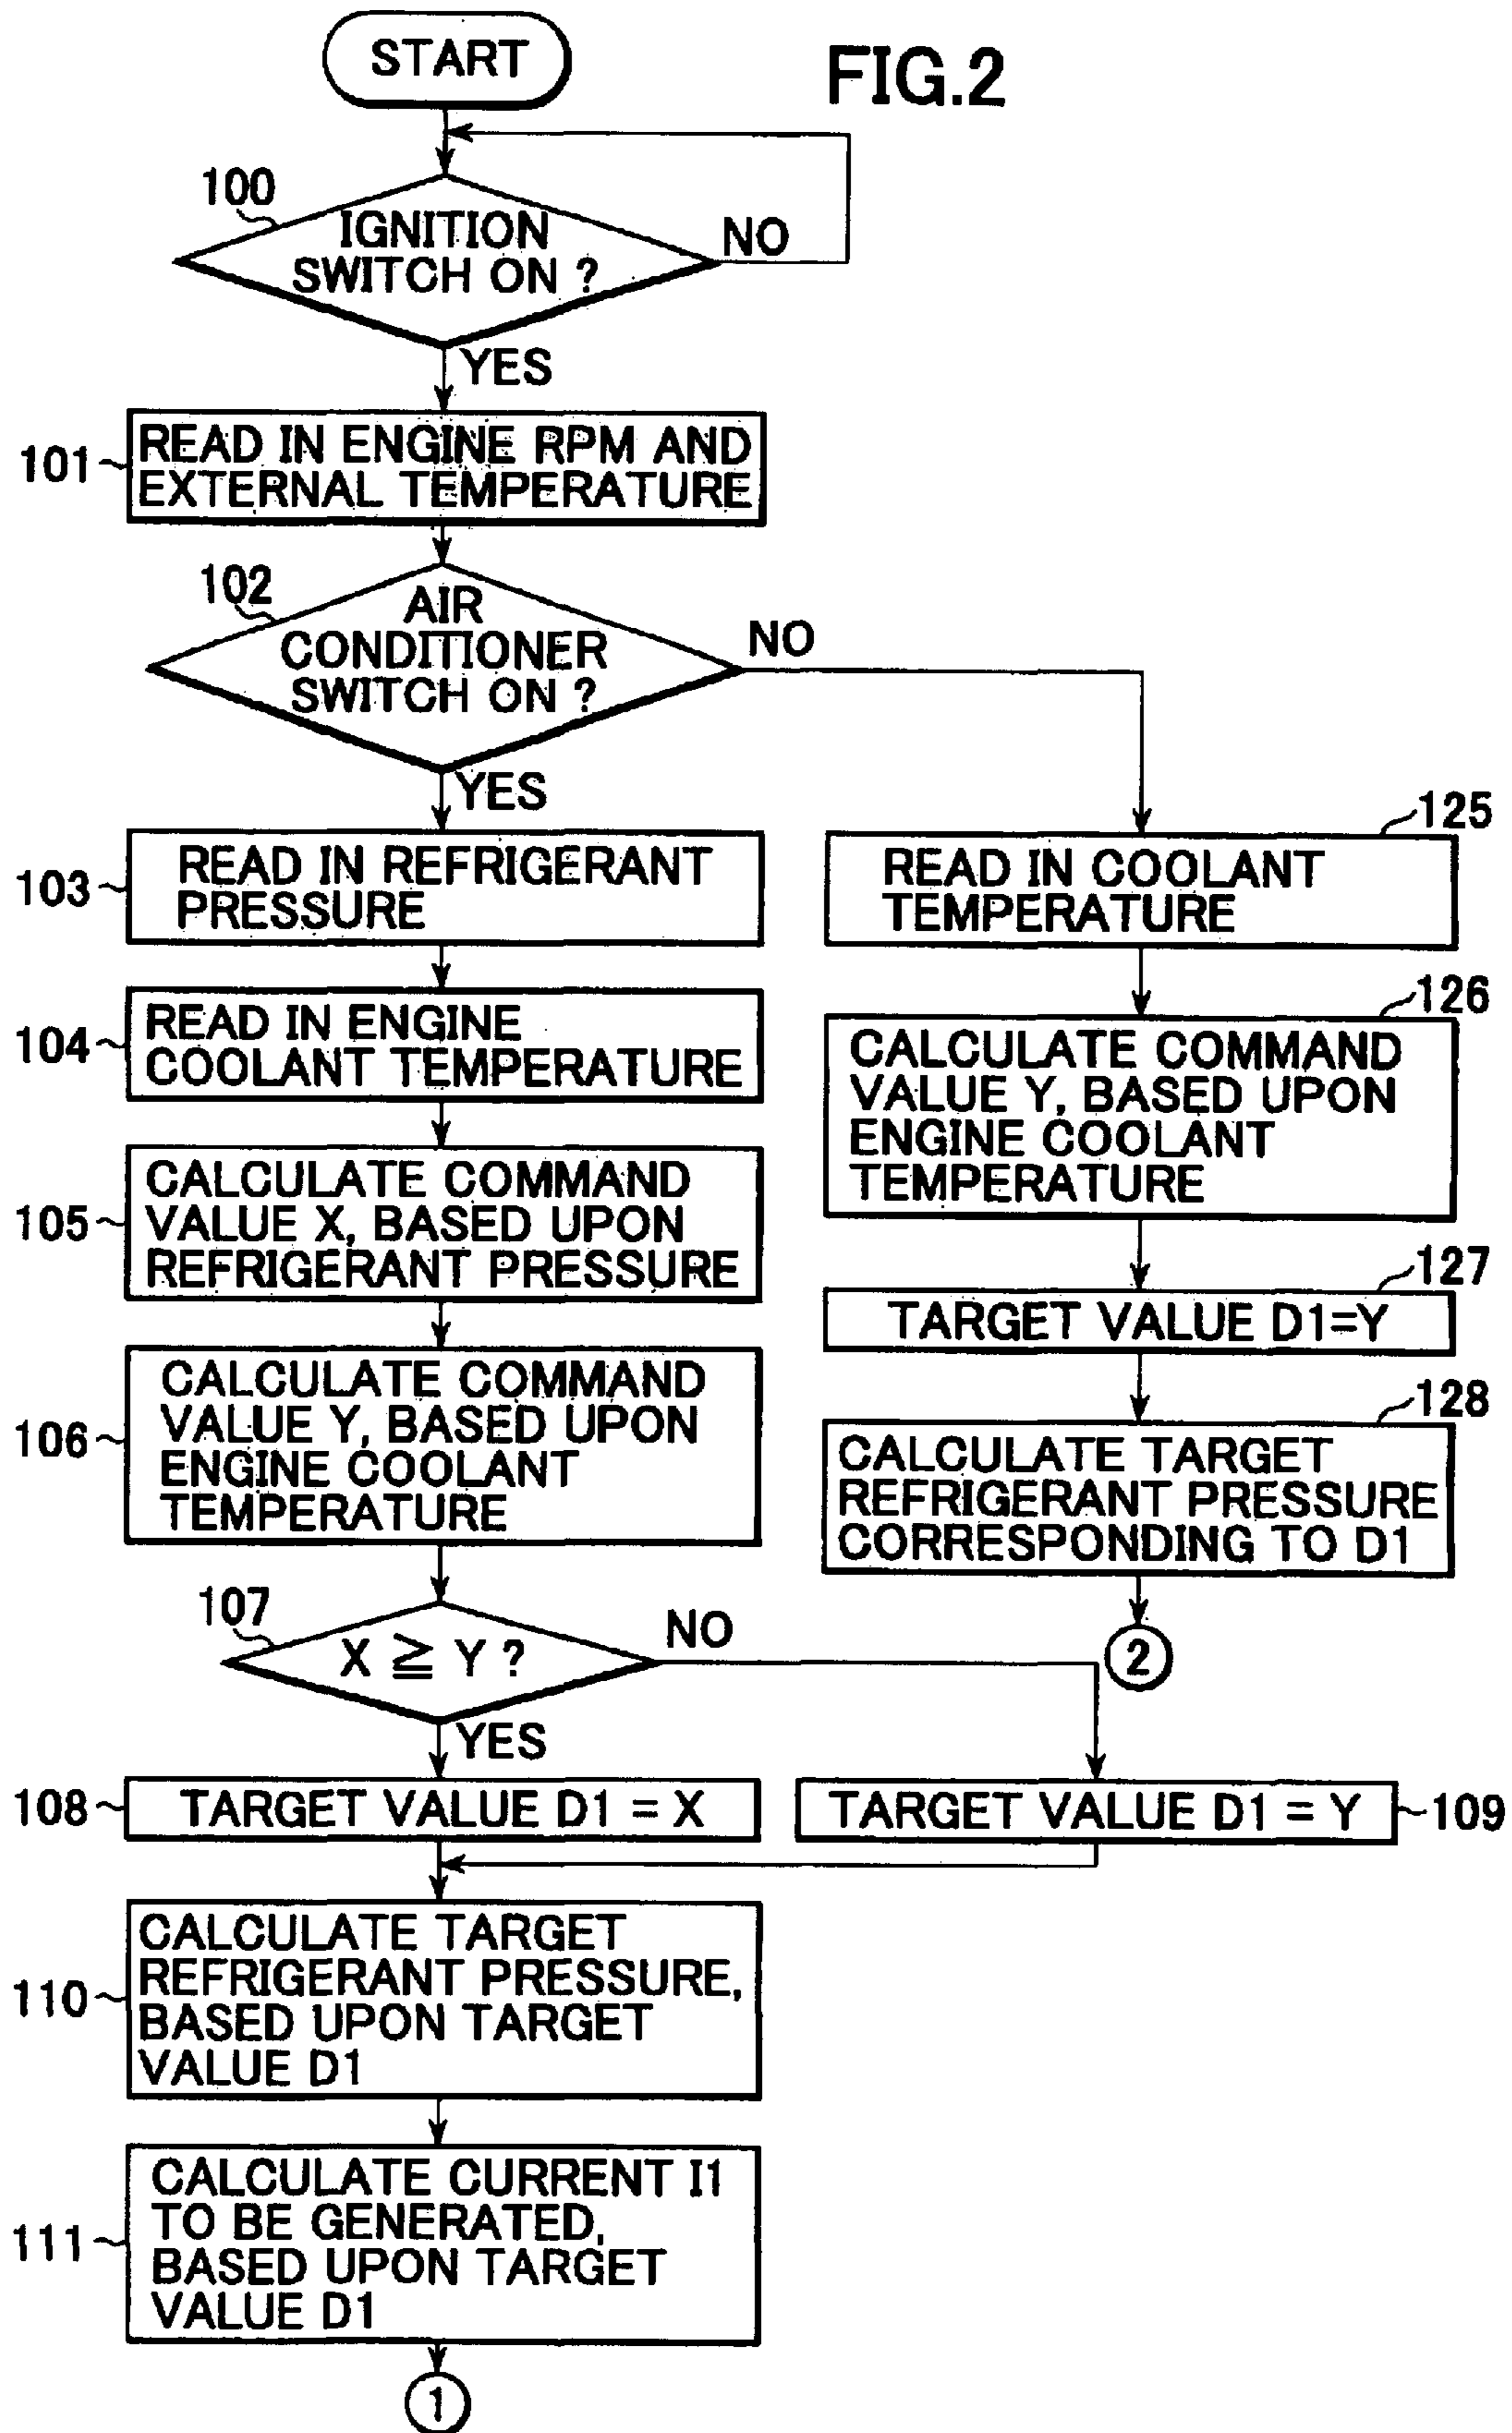 START
FIG.2
100
IGNITION
SWITCH ON ?
NO
YES
101
READ IN ENGINE RPM AND
EXTERNAL TEMPERATURE
102
AIR
CONDITIONER
SWITCH ON ?
NO
YES
103
READ IN REFRIGERANT
PRESSURE
104
READ IN ENGINE
COOLANT TEMPERATURE
105
CALCULATE COMMAND
VALUE X, BASED UPON
REFRIGERANT PRESSURE
106
CALCULATE COMMAND
VALUE Y, BASED UPON
ENGINE COOLANT
TEMPERATURE
125
READ IN COOLANT
TEMPERATURE
126
CALCULATE COMMAND
VALUE Y, BASED UPON
ENGINE COOLANT
TEMPERATURE
127
TARGET VALUE D1=Y
128
CALCULATE TARGET
REFRIGERANT PRESSURE
CORRESPONDING TO D1
2
107
X ≧ Y ?
NO
YES
108
TARGET VALUE D1 = X
TARGET VALUE D1 = Y
109
110
CALCULATE TARGET
REFRIGERANT PRESSURE,
BASED UPON TARGET
VALUE D1
111
CALCULATE CURRENT I1
TO BE GENERATED,
BASED UPON TARGET
VALUE D1
1